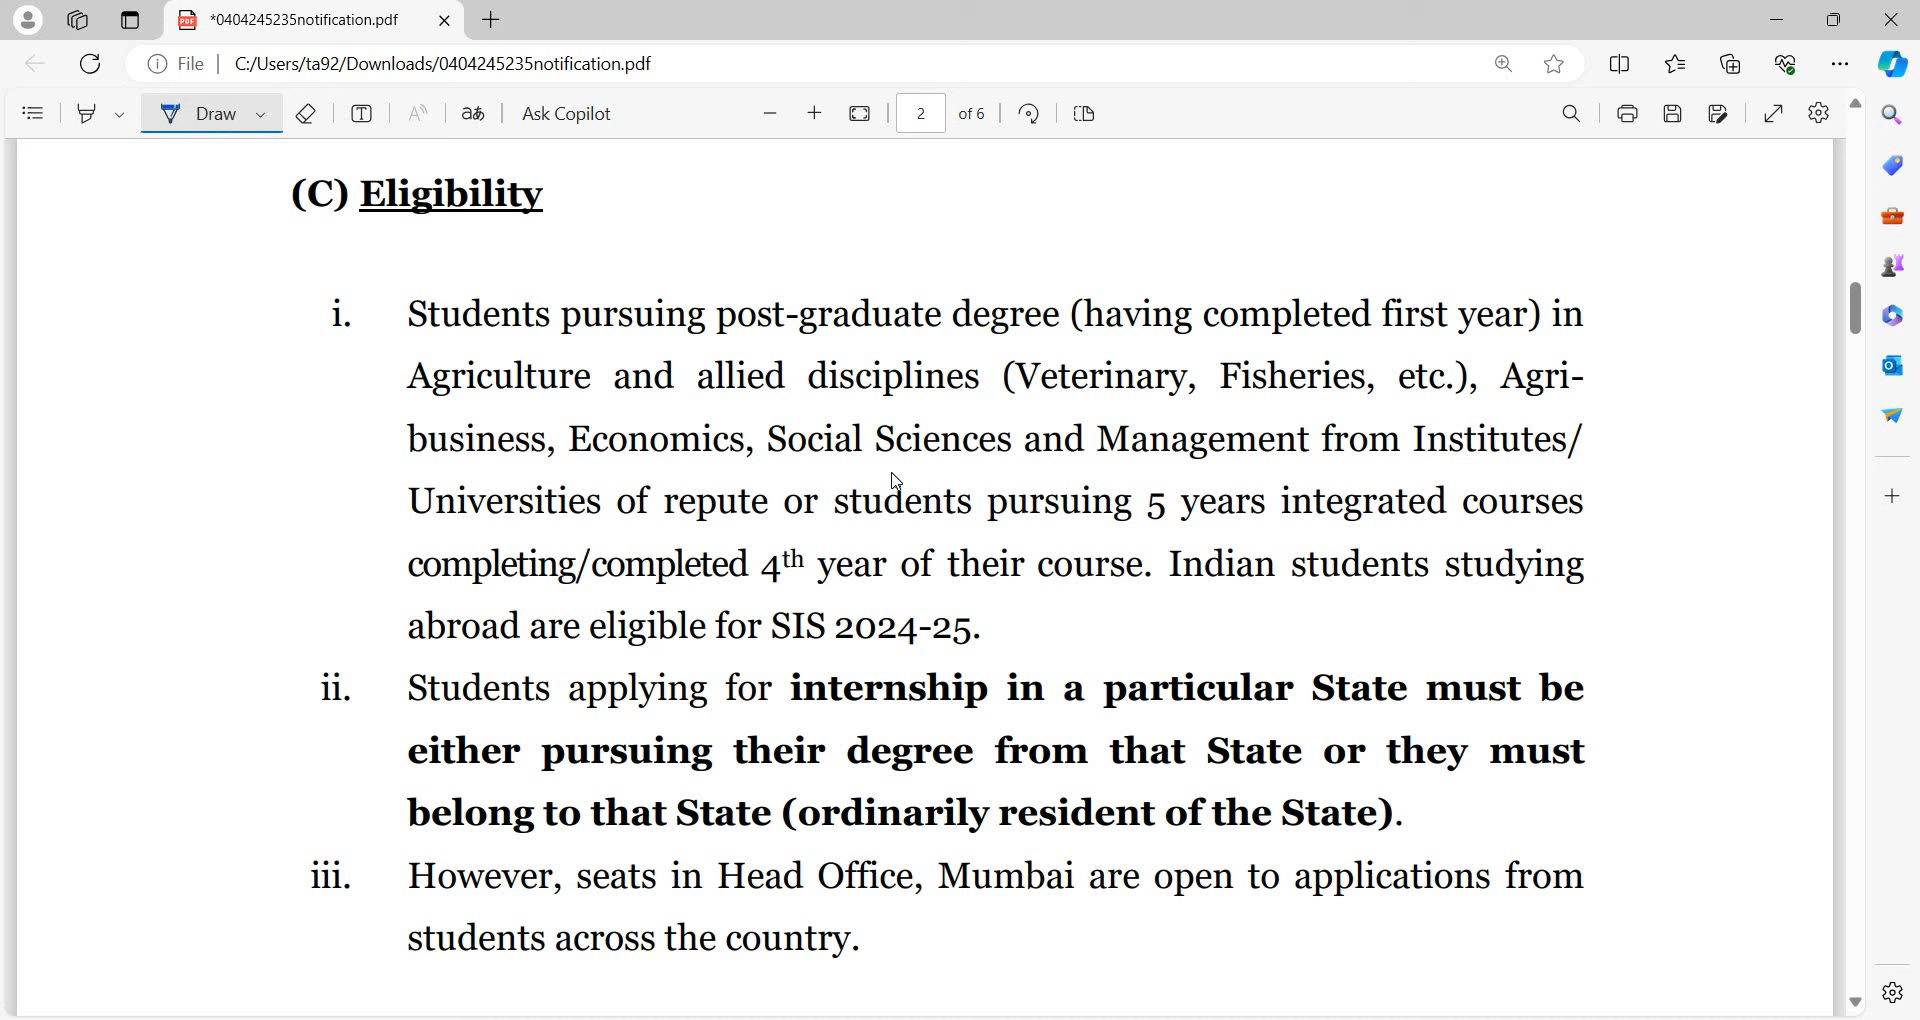 *0404245235notification.pdf
File
C:/Users/ta92/Downloads/0404245235notification.pdf
Draw
Ask Copilot
2 of 6
(C) Eligibility
i. Students pursuing post-graduate degree (having completed first year) in
Agriculture and allied disciplines (Veterinary, Fisheries, etc.), Agri-
business, Economics, Social Sciences and Management from Institutes/
Universities of repute or students pursuing 5 years integrated courses
completing/completed 4th year of their course. Indian students studying
abroad are eligible for SIS 2024-25.
ii. Students applying for internship in a particular State must be
either pursuing their degree from that State or they must
belong to that State (ordinarily resident of the State).
iii. However, seats in Head Office, Mumbai are open to applications from
students across the country.